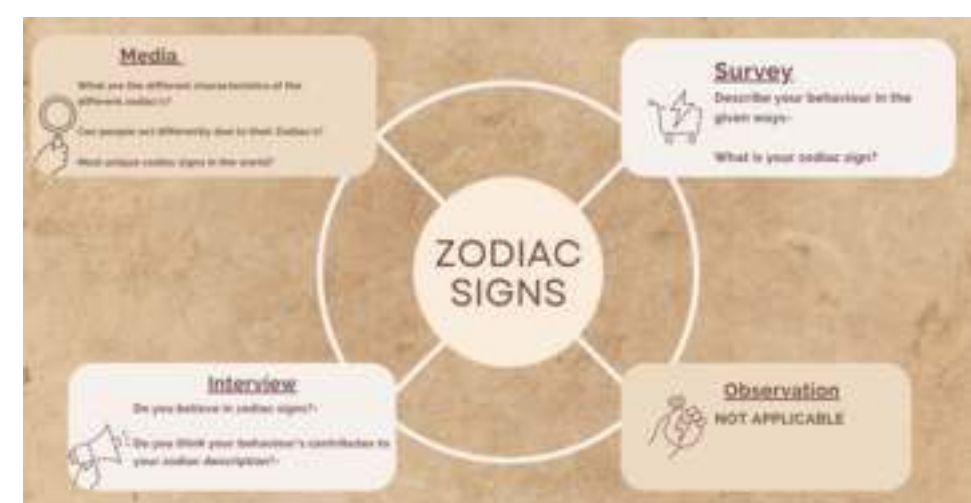 Media
What are the different characteristics of the
different zodiac's?
Can people act differently due to their Zodiac's?
Most unique zodiac signs in the world?
Survey
Describe your behaviour in the
given ways-
What is your zodiac sign?
ZODIAC
SIGNS
Interview
Do you believe in zodiac signs?-
Do you think your behaviour's contributes to
your zodiac description?-
Observation
NOT APPLICABLE